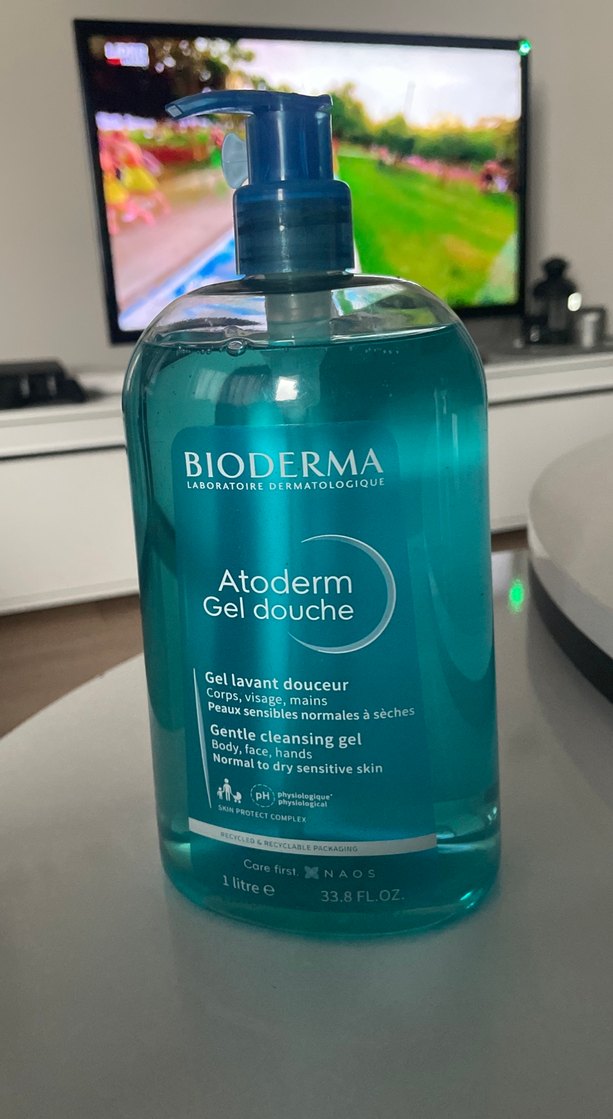 BIODERMA
LABORATOIRE DERMATOLOGIQUE
Atoderm
Gel douche
Gel lavant douceur
Corps, visage, mains
Peaux sensibles normales à sèches
Gentle cleansing gel
Body, face, hands
Normal to dry sensitive skin
pH physiologique*
physiological
SKIN PROTECT COMPLEX
RECYCLED & RECYCLABLE PACKAGING
Care first. NAOS
1 litre ℮ 33.8 FL.OZ.